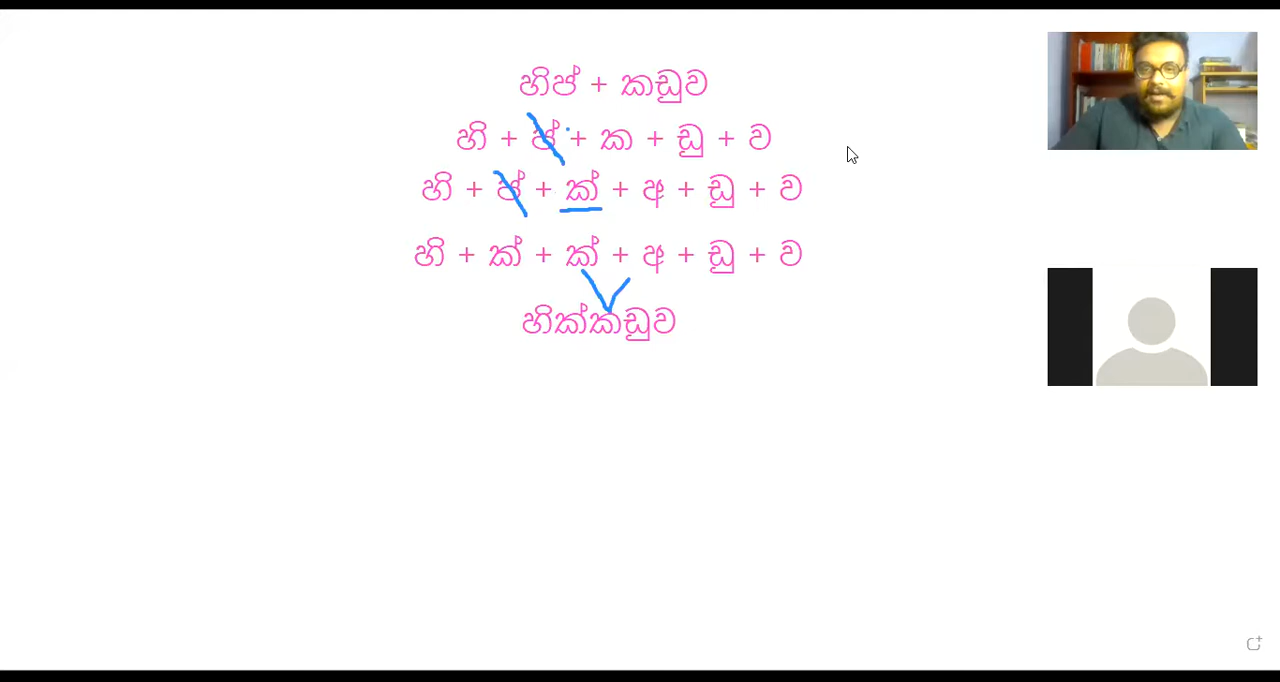 හිප් + කඩුව
හි + ප් + ක + ඩු + ව
හි + ප් + ක් + අ + ඩු + ව
හි + ක් + ක් + අ + ඩු + ව
හික්කඩුව